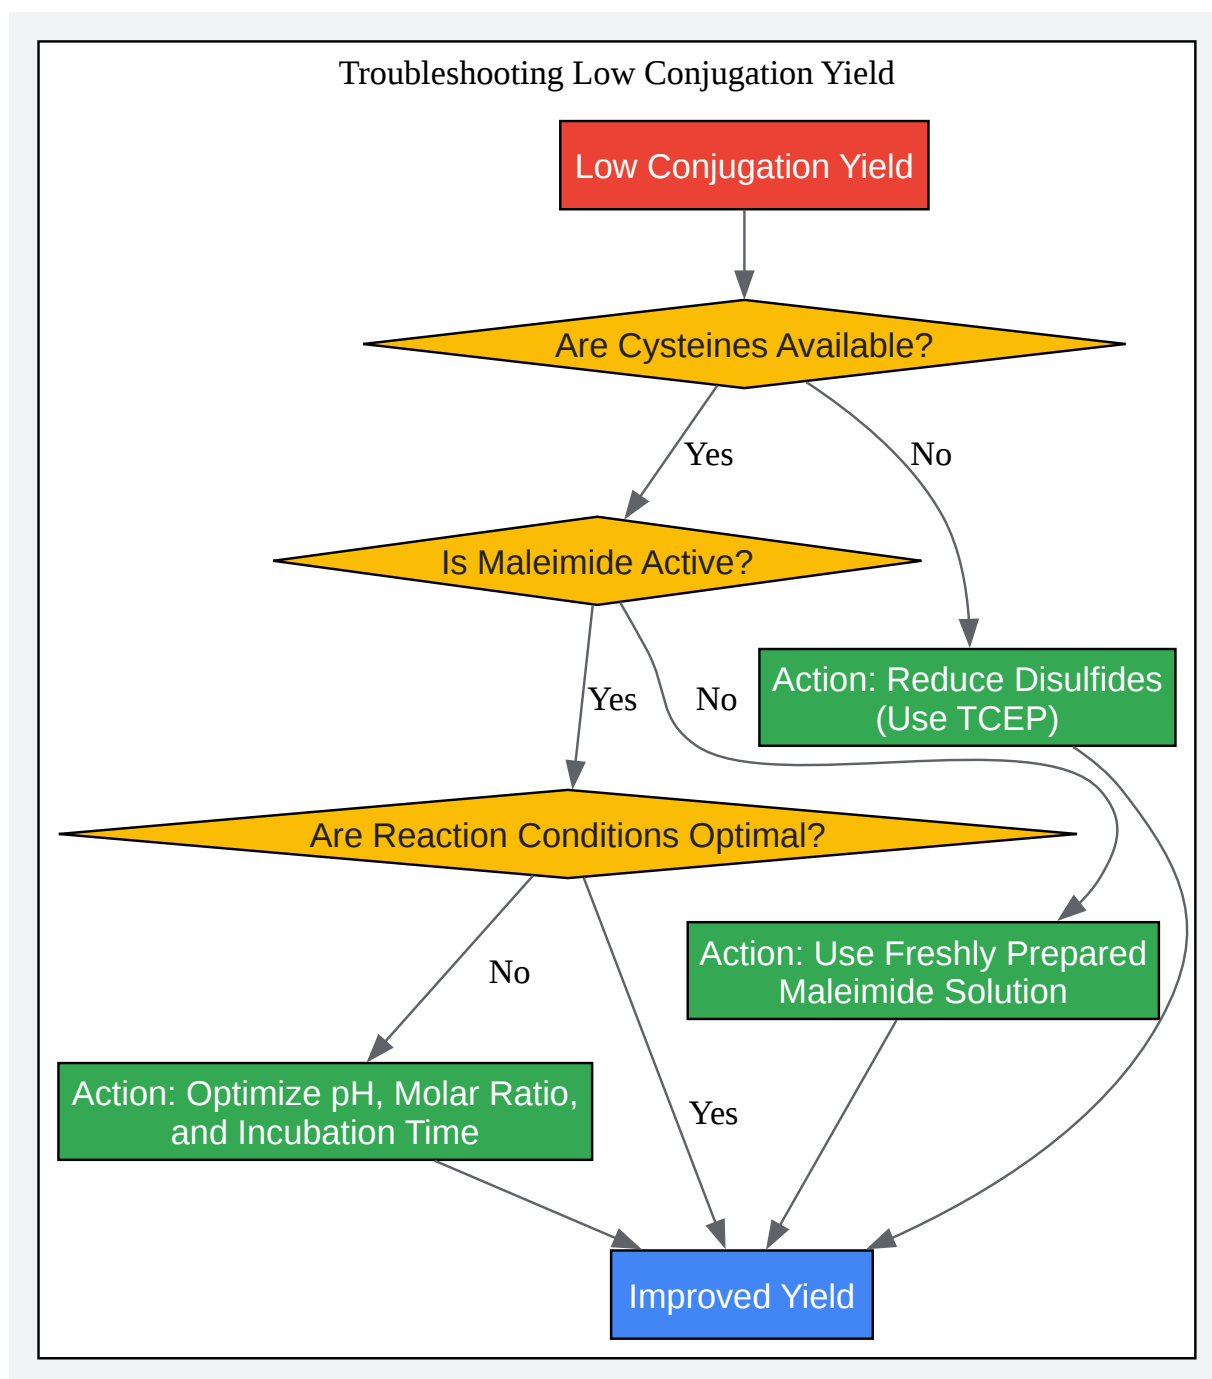 Troubleshooting Low Conjugation Yield
Low Conjugation Yield
Are Cysteines Available?
Yes
No
Is Maleimide Active?
Action: Reduce Disulfides
(Use TCEP)
Yes
No
Are Reaction Conditions Optimal?
Action: Use Freshly Prepared
Maleimide Solution
No
Action: Optimize pH, Molar Ratio,
and Incubation Time
Yes
Improved Yield